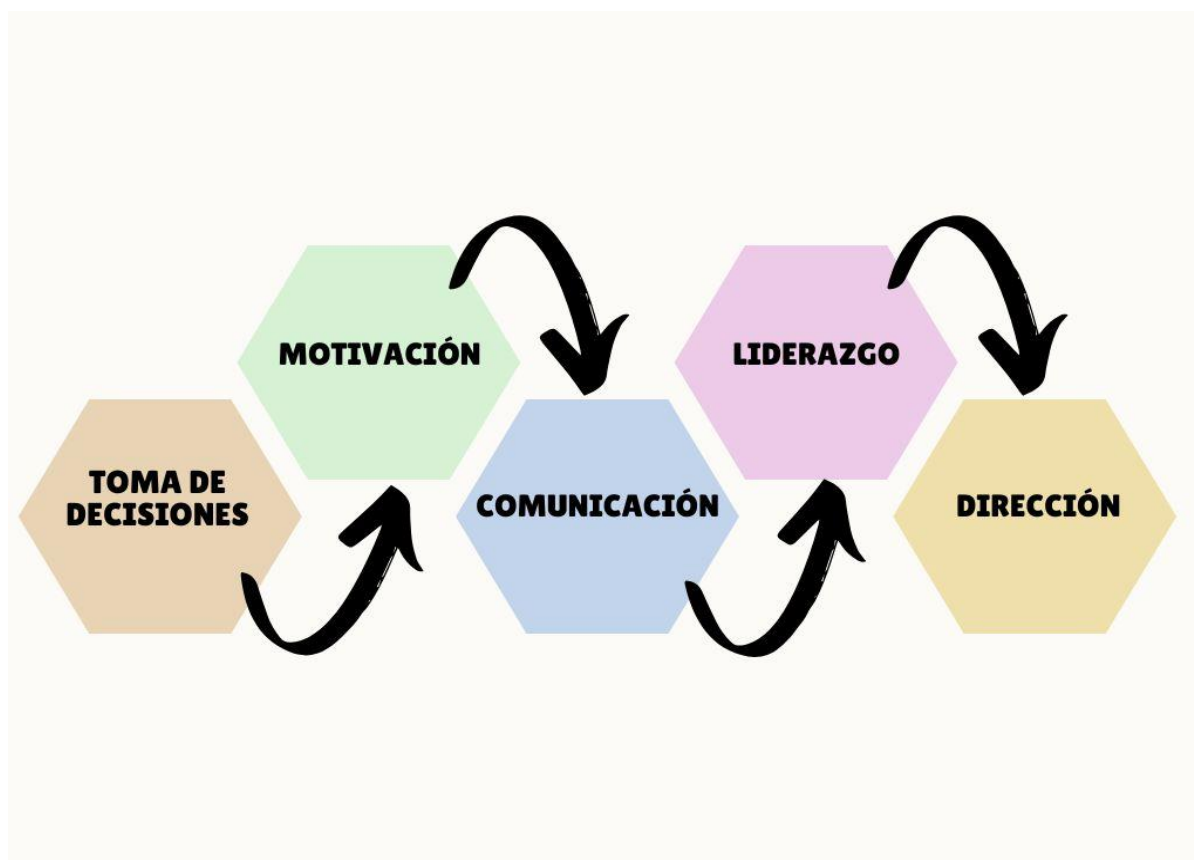 TOMA DE
DECISIONES
MOTIVACIÓN
COMUNICACIÓN
LIDERAZGO
DIRECCIÓN